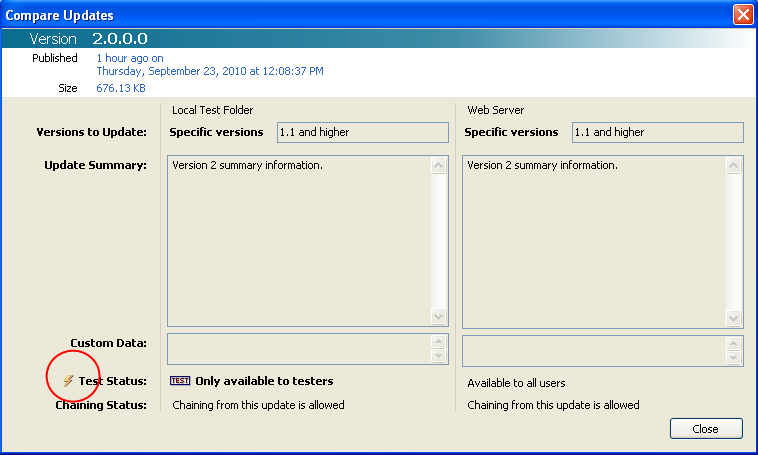 Compare Updates
Version 2.0.0.0
Published 1 hour ago on
Thursday, September 23, 2010 at 12:08:37 PM
Size 676.13 KB
Local Test Folder Web Server
Versions to Update: Specific versions 1.1 and higher Specific versions 1.1 and higher
Update Summary: Version 2 summary information. Version 2 summary information.
Custom Data:
Test Status: TEST Only available to testers Available to all users
Chaining Status: Chaining from this update is allowed Chaining from this update is allowed
Close